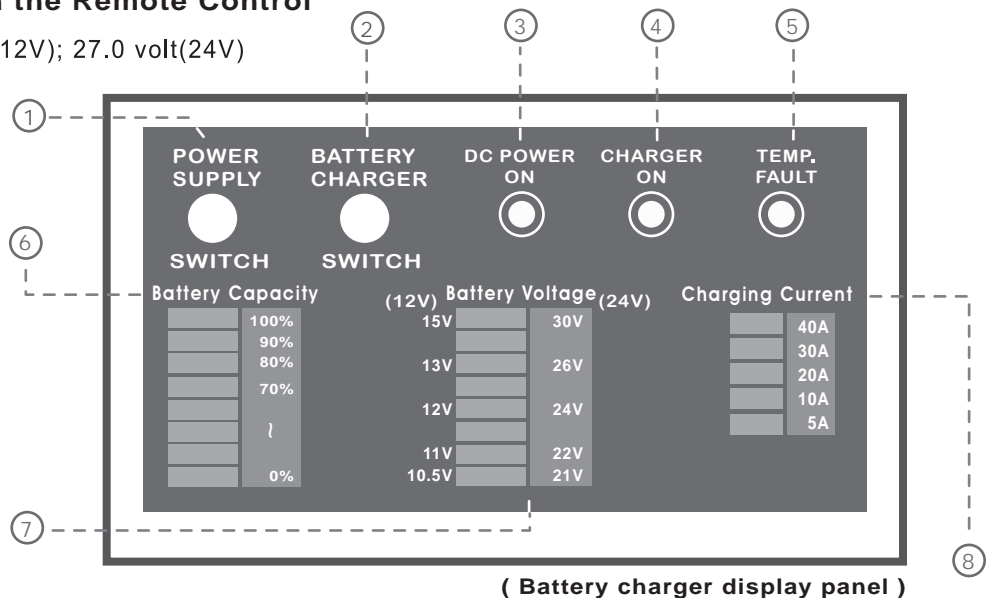 the Remote Control
12V); 27.0 volt(24V)
2
3
4
5
1
POWER
SUPPLY
SWITCH
BATTERY
CHARGER
SWITCH
DC POWER
ON
CHARGER
ON
TEMP.
FAULT
6
Battery Capacity
100%
90%
80%
70%
~
0%
(12V) Battery Voltage (24V)
15V 30V
13V 26V
12V 24V
11V 22V
10.5V 21V
Charging Current
40A
30A
20A
10A
5A
7
8
( Battery charger display panel )